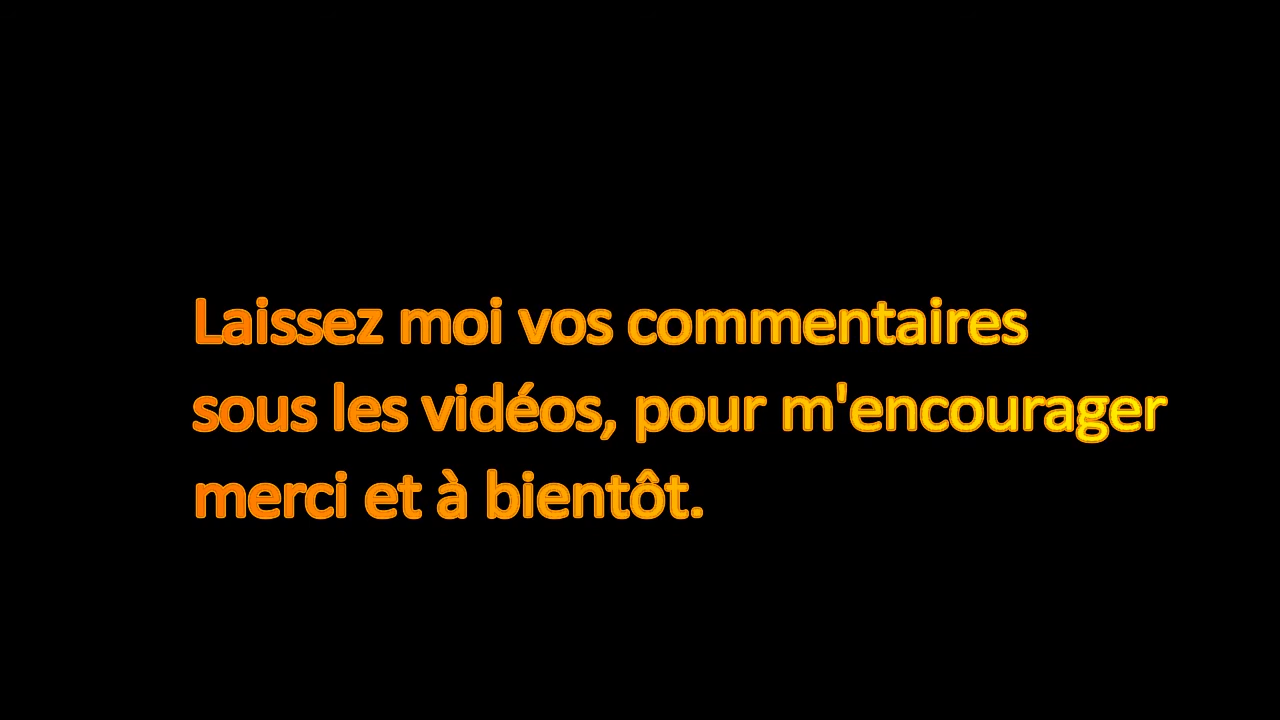 Laissez moi vos commentaires
sous les vidéos, pour m'encourager
merci et à bientôt.